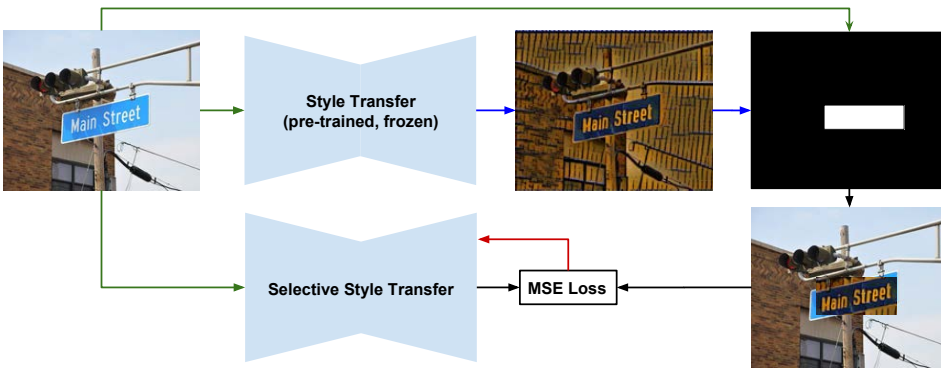 Main Street
Style Transfer
(pre-trained, frozen)
Main Street
Selective Style Transfer
MSE Loss
Main Street